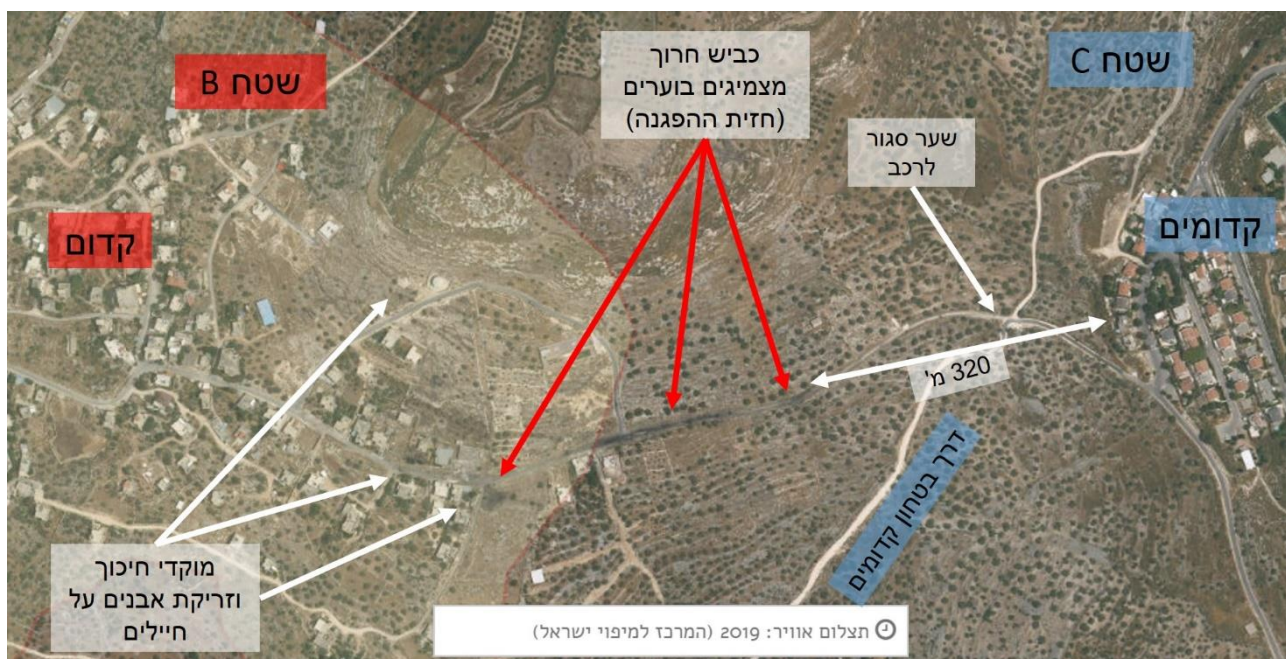 שטח B
כביש חרוך
מצמיגים בוערים
(חזית ההפגנה)
שטח C
שער סגור
לרכב
קדומים
קדום
320 מ'
דרך בטחון קדומים
מוקדי חיכוך
וזריקת אבנים על
חיילים
תצלום אוויר: 2019 (המרכז למיפוי ישראל)